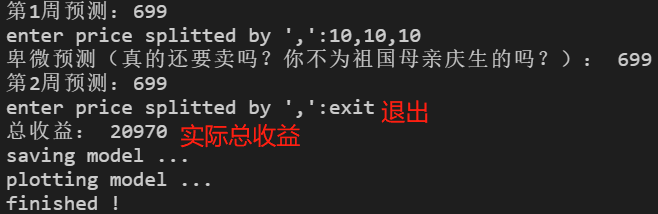 第1周预测：699
enter price splitted by ',':10,10,10
卑微预测（真的还要卖吗？你不为祖国母亲庆生的吗？）： 699
第2周预测：699
enter price splitted by ',':exit 退出
总收益： 20970 实际总收益
saving model ...
plotting model ...
finished !